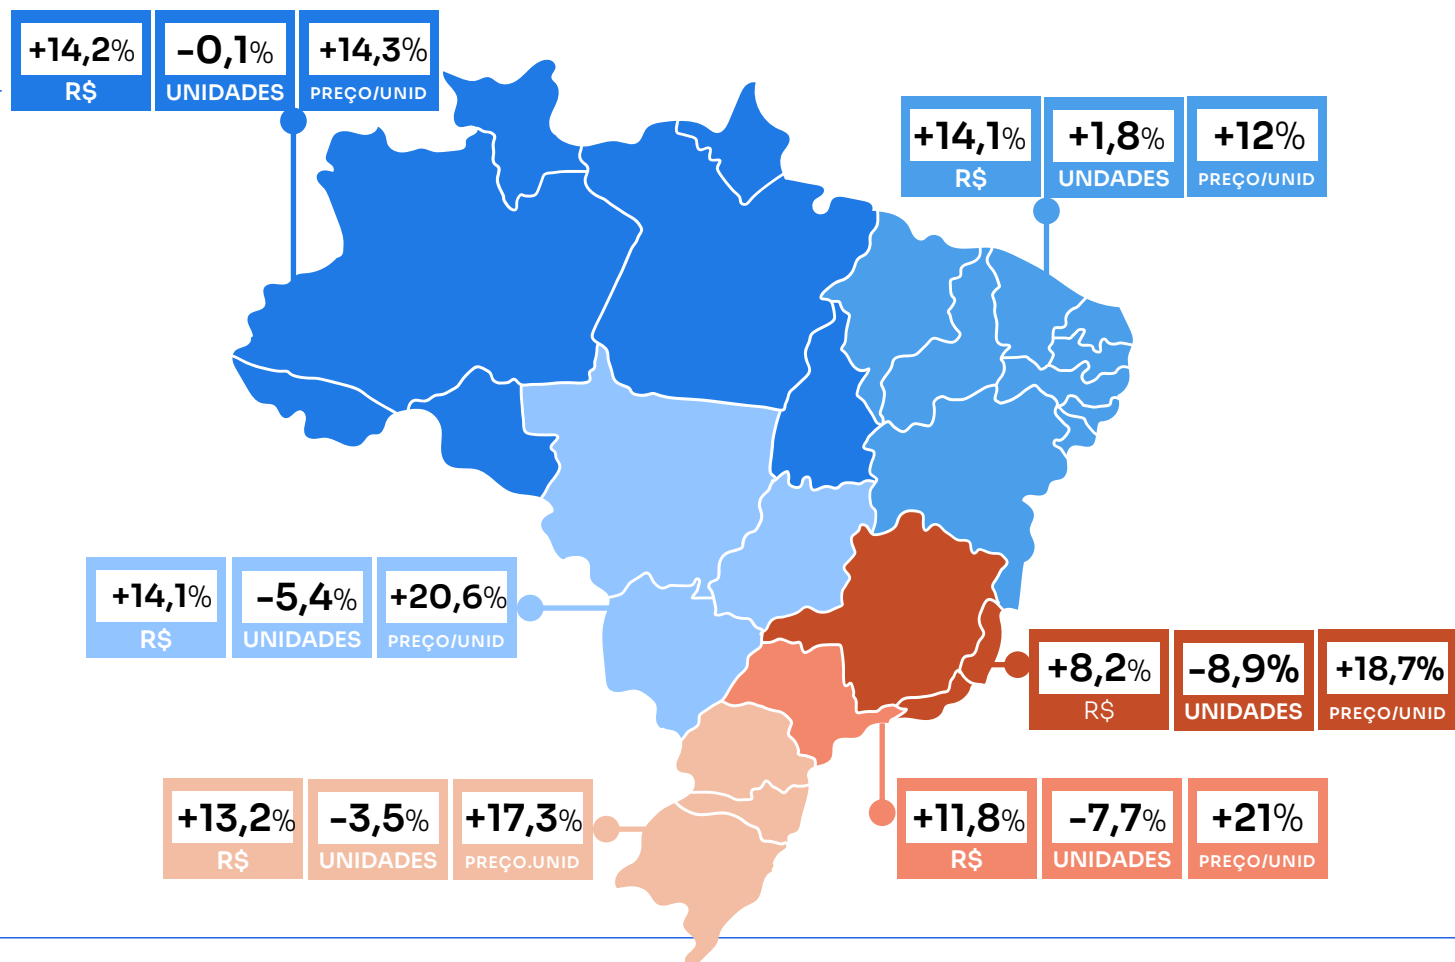 +14,2% -0,1% +14,3%
R$ UNIDADES PREÇO/UNID
+14,1% +1,8% +12%
R$ UNDADES PREÇO/UNID
+14,1% -5,4% +20,6%
R$ UNIDADES PREÇO/UNID
+8,2% -8,9% +18,7%
R$ UNIDADES PREÇO/UNID
+13,2% -3,5% +17,3%
R$ UNIDADES PREÇO.UNID
+11,8% -7,7% +21%
R$ UNIDADES PREÇO/UNID